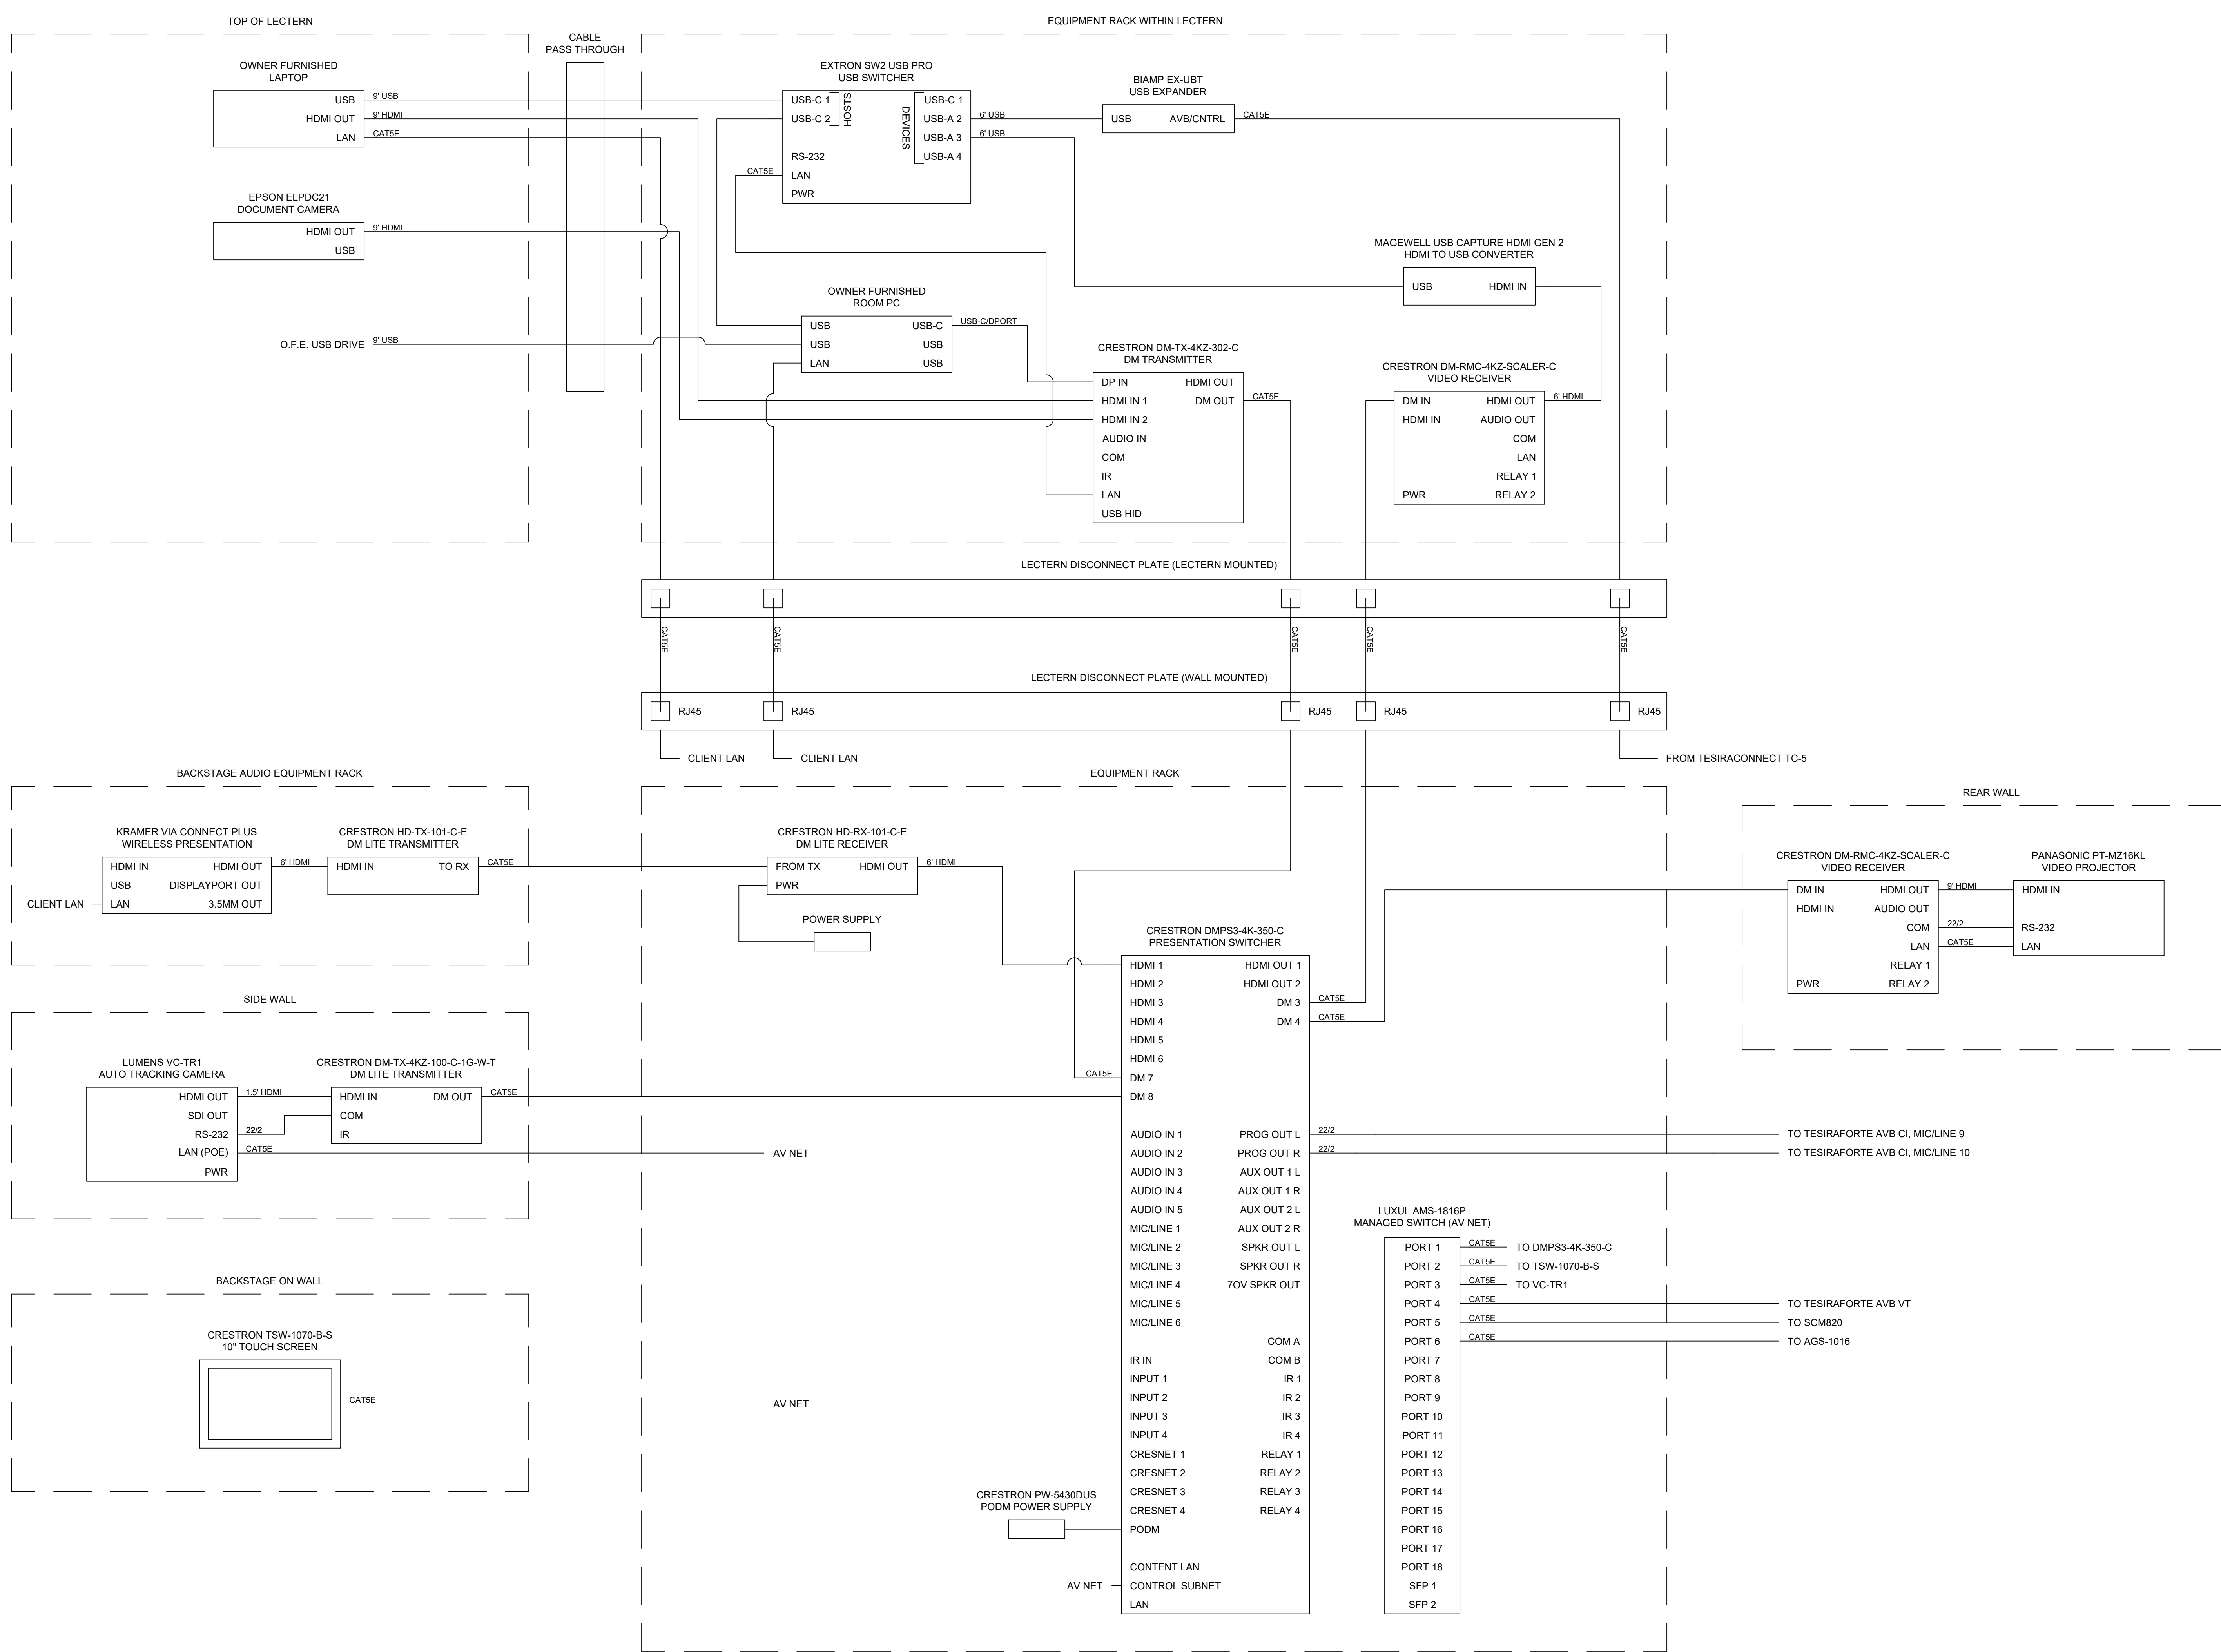 TOP OF LECTERN
CABLE
PASS THROUGH
EQUIPMENT RACK WITHIN LECTERN
OWNER FURNISHED
LAPTOP
USB
HDMI OUT
LAN
9' USB
9' HDMI
CAT5E
EPSON ELPDC21
DOCUMENT CAMERA
HDMI OUT
USB
9' HDMI
O.F.E. USB DRIVE
9' USB
EXTRON SW2 USB PRO
USB SWITCHER
USB-C 1
USB-C 2
HOSTS
RS-232
LAN
PWR
DEVICES
USB-C 1
USB-A 2
USB-A 3
USB-A 4
CAT5E
6' USB
6' USB
BIAMP EX-UBT
USB EXPANDER
USB
AVB/CNTRL
CAT5E
MAGEWELL USB CAPTURE HDMI GEN 2
HDMI TO USB CONVERTER
USB
HDMI IN
OWNER FURNISHED
ROOM PC
USB
USB
LAN
USB-C
USB
USB
USB-C/DPORT
CRESTRON DM-TX-4KZ-302-C
DM TRANSMITTER
DP IN
HDMI IN 1
HDMI IN 2
AUDIO IN
COM
IR
LAN
USB HID
HDMI OUT
DM OUT
CAT5E
CRESTRON DM-RMC-4KZ-SCALER-C
VIDEO RECEIVER
DM IN
HDMI IN
PWR
HDMI OUT
AUDIO OUT
COM
LAN
RELAY 1
RELAY 2
6' HDMI
LECTERN DISCONNECT PLATE (LECTERN MOUNTED)
CAT5E
CAT5E
CAT5E
CAT5E
CAT5E
LECTERN DISCONNECT PLATE (WALL MOUNTED)
RJ45
RJ45
RJ45
RJ45
RJ45
CLIENT LAN
CLIENT LAN
FROM TESIRACONNECT TC-5
BACKSTAGE AUDIO EQUIPMENT RACK
KRAMER VIA CONNECT PLUS
WIRELESS PRESENTATION
HDMI IN
USB
LAN
HDMI OUT
DISPLAYPORT OUT
3.5MM OUT
CLIENT LAN
6' HDMI
CRESTRON HD-TX-101-C-E
DM LITE TRANSMITTER
HDMI IN
TO RX
CAT5E
EQUIPMENT RACK
CRESTRON HD-RX-101-C-E
DM LITE RECEIVER
FROM TX
PWR
HDMI OUT
6' HDMI
POWER SUPPLY
REAR WALL
CRESTRON DM-RMC-4KZ-SCALER-C
VIDEO RECEIVER
DM IN
HDMI IN
PWR
HDMI OUT
AUDIO OUT
COM
LAN
RELAY 1
RELAY 2
9' HDMI
22/2
CAT5E
PANASONIC PT-MZ16KL
VIDEO PROJECTOR
HDMI IN
RS-232
LAN
SIDE WALL
LUMENS VC-TR1
AUTO TRACKING CAMERA
HDMI OUT
SDI OUT
RS-232
LAN (POE)
PWR
1.5' HDMI
22/2
CAT5E
CRESTRON DM-TX-4KZ-100-C-1G-W-T
DM LITE TRANSMITTER
HDMI IN
COM
IR
DM OUT
CAT5E
AV NET
BACKSTAGE ON WALL
CRESTRON TSW-1070-B-S
10" TOUCH SCREEN
CAT5E
AV NET
CRESTRON DMPS3-4K-350-C
PRESENTATION SWITCHER
HDMI 1
HDMI 2
HDMI 3
HDMI 4
HDMI 5
HDMI 6
DM 7
DM 8
CAT5E
AUDIO IN 1
AUDIO IN 2
AUDIO IN 3
AUDIO IN 4
AUDIO IN 5
MIC/LINE 1
MIC/LINE 2
MIC/LINE 3
MIC/LINE 4
MIC/LINE 5
MIC/LINE 6
IR IN
INPUT 1
INPUT 2
INPUT 3
INPUT 4
CRESNET 1
CRESNET 2
CRESNET 3
CRESNET 4
PODM
CONTENT LAN
CONTROL SUBNET
LAN
HDMI OUT 1
HDMI OUT 2
DM 3
DM 4
CAT5E
CAT5E
PROG OUT L
PROG OUT R
AUX OUT 1 L
AUX OUT 1 R
AUX OUT 2 L
AUX OUT 2 R
SPKR OUT L
SPKR OUT R
7OV SPKR OUT
COM A
COM B
IR 1
IR 2
IR 3
IR 4
RELAY 1
RELAY 2
RELAY 3
RELAY 4
22/2
22/2
TO TESIRAFORTE AVB CI, MIC/LINE 9
TO TESIRAFORTE AVB CI, MIC/LINE 10
CRESTRON PW-5430DUS
PODM POWER SUPPLY
AV NET
LUXUL AMS-1816P
MANAGED SWITCH (AV NET)
PORT 1
PORT 2
PORT 3
PORT 4
PORT 5
PORT 6
PORT 7
PORT 8
PORT 9
PORT 10
PORT 11
PORT 12
PORT 13
PORT 14
PORT 15
PORT 16
PORT 17
PORT 18
SFP 1
SFP 2
CAT5E
CAT5E
CAT5E
CAT5E
CAT5E
CAT5E
TO DMPS3-4K-350-C
TO TSW-1070-B-S
TO VC-TR1
TO TESIRAFORTE AVB VT
TO SCM820
TO AGS-1016